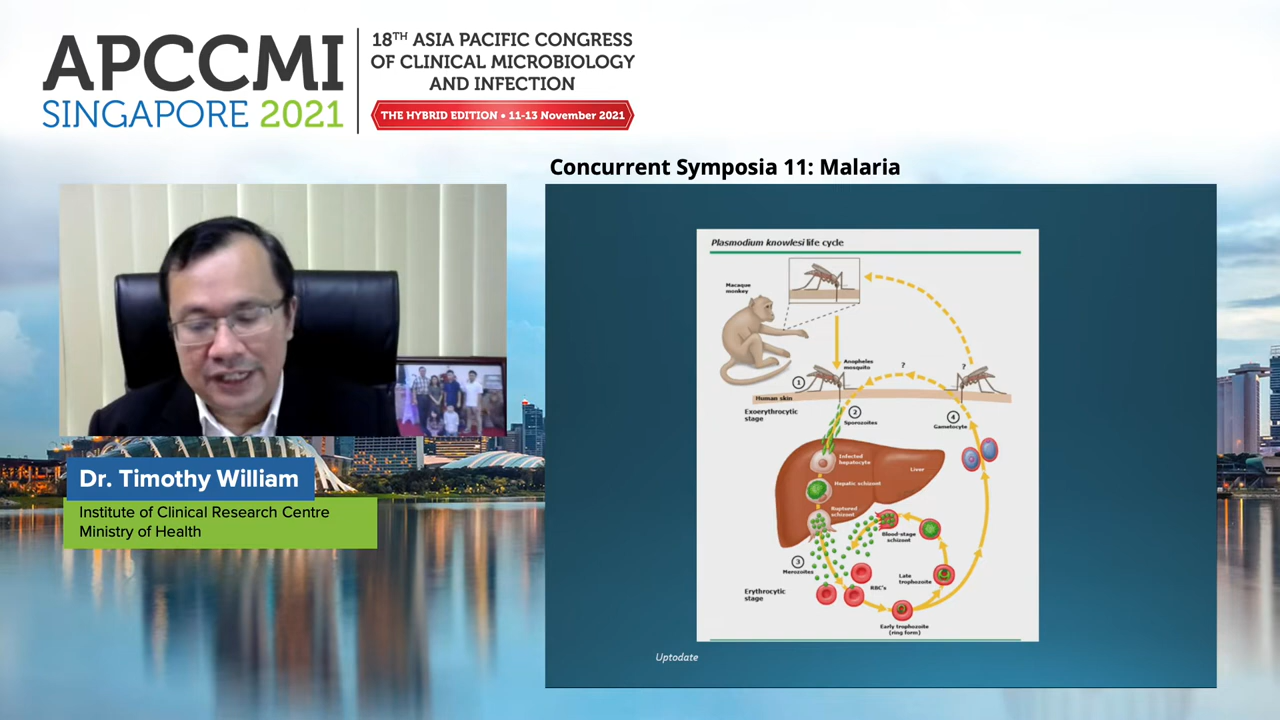 APCCMI
SINGAPORE 2021
18TH ASIA PACIFIC CONGRESS
OF CLINICAL MICROBIOLOGY
AND INFECTION
THE HYBRID EDITION • 11-13 November 2021
Concurrent Symposia 11: Malaria
Plasmodium knowlesi life cycle
Macaque
monkey
Anopheles
mosquito
?
?
1
Human skin
Exoerythrocytic
stage
2
Sporozoites
4
Gametocyte
Infected
hepatocyte
Liver
Hepatic schizont
Ruptured
schizont
Blood-stage
schizont
3
Merozoites
Late
trophozoite
RBC's
Erythrocytic
stage
Early trophozoite
(ring form)
Uptodate
Dr. Timothy William
Institute of Clinical Research Centre
Ministry of Health